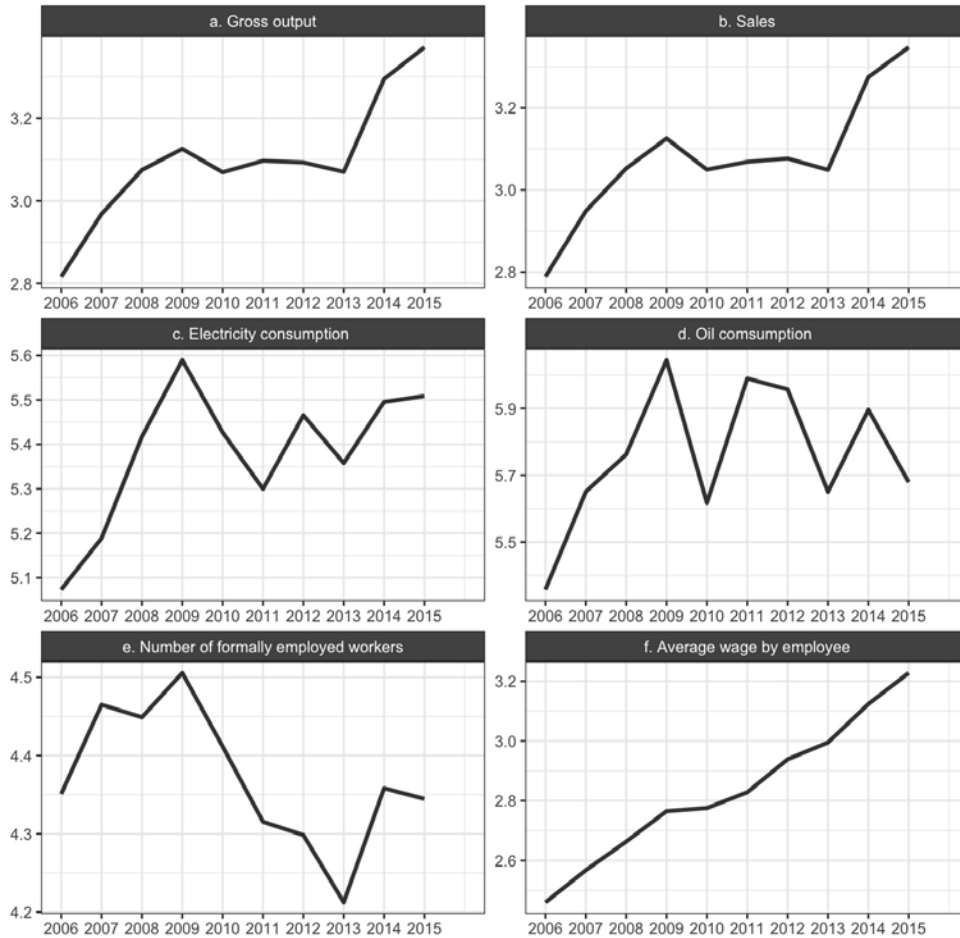 a. Gross output
3.2
3.0
2.8
2006 2007 2008 2009 2010 2011 2012 2013 2014 2015
b. Sales
3.2
3.0
2.8
2006 2007 2008 2009 2010 2011 2012 2013 2014 2015
c. Electricity consumption
5.6
5.5
5.4
5.3
5.2
5.1
2006 2007 2008 2009 2010 2011 2012 2013 2014 2015
d. Oil comsumption
5.9
5.7
5.5
2006 2007 2008 2009 2010 2011 2012 2013 2014 2015
e. Number of formally employed workers
4.5
4.4
4.3
4.2
2006 2007 2008 2009 2010 2011 2012 2013 2014 2015
f. Average wage by employee
3.2
3.0
2.8
2.6
2006 2007 2008 2009 2010 2011 2012 2013 2014 2015